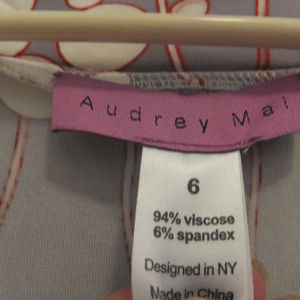 Audrey Mai
6
94% viscose
6% spandex
Designed in NY
Made in China